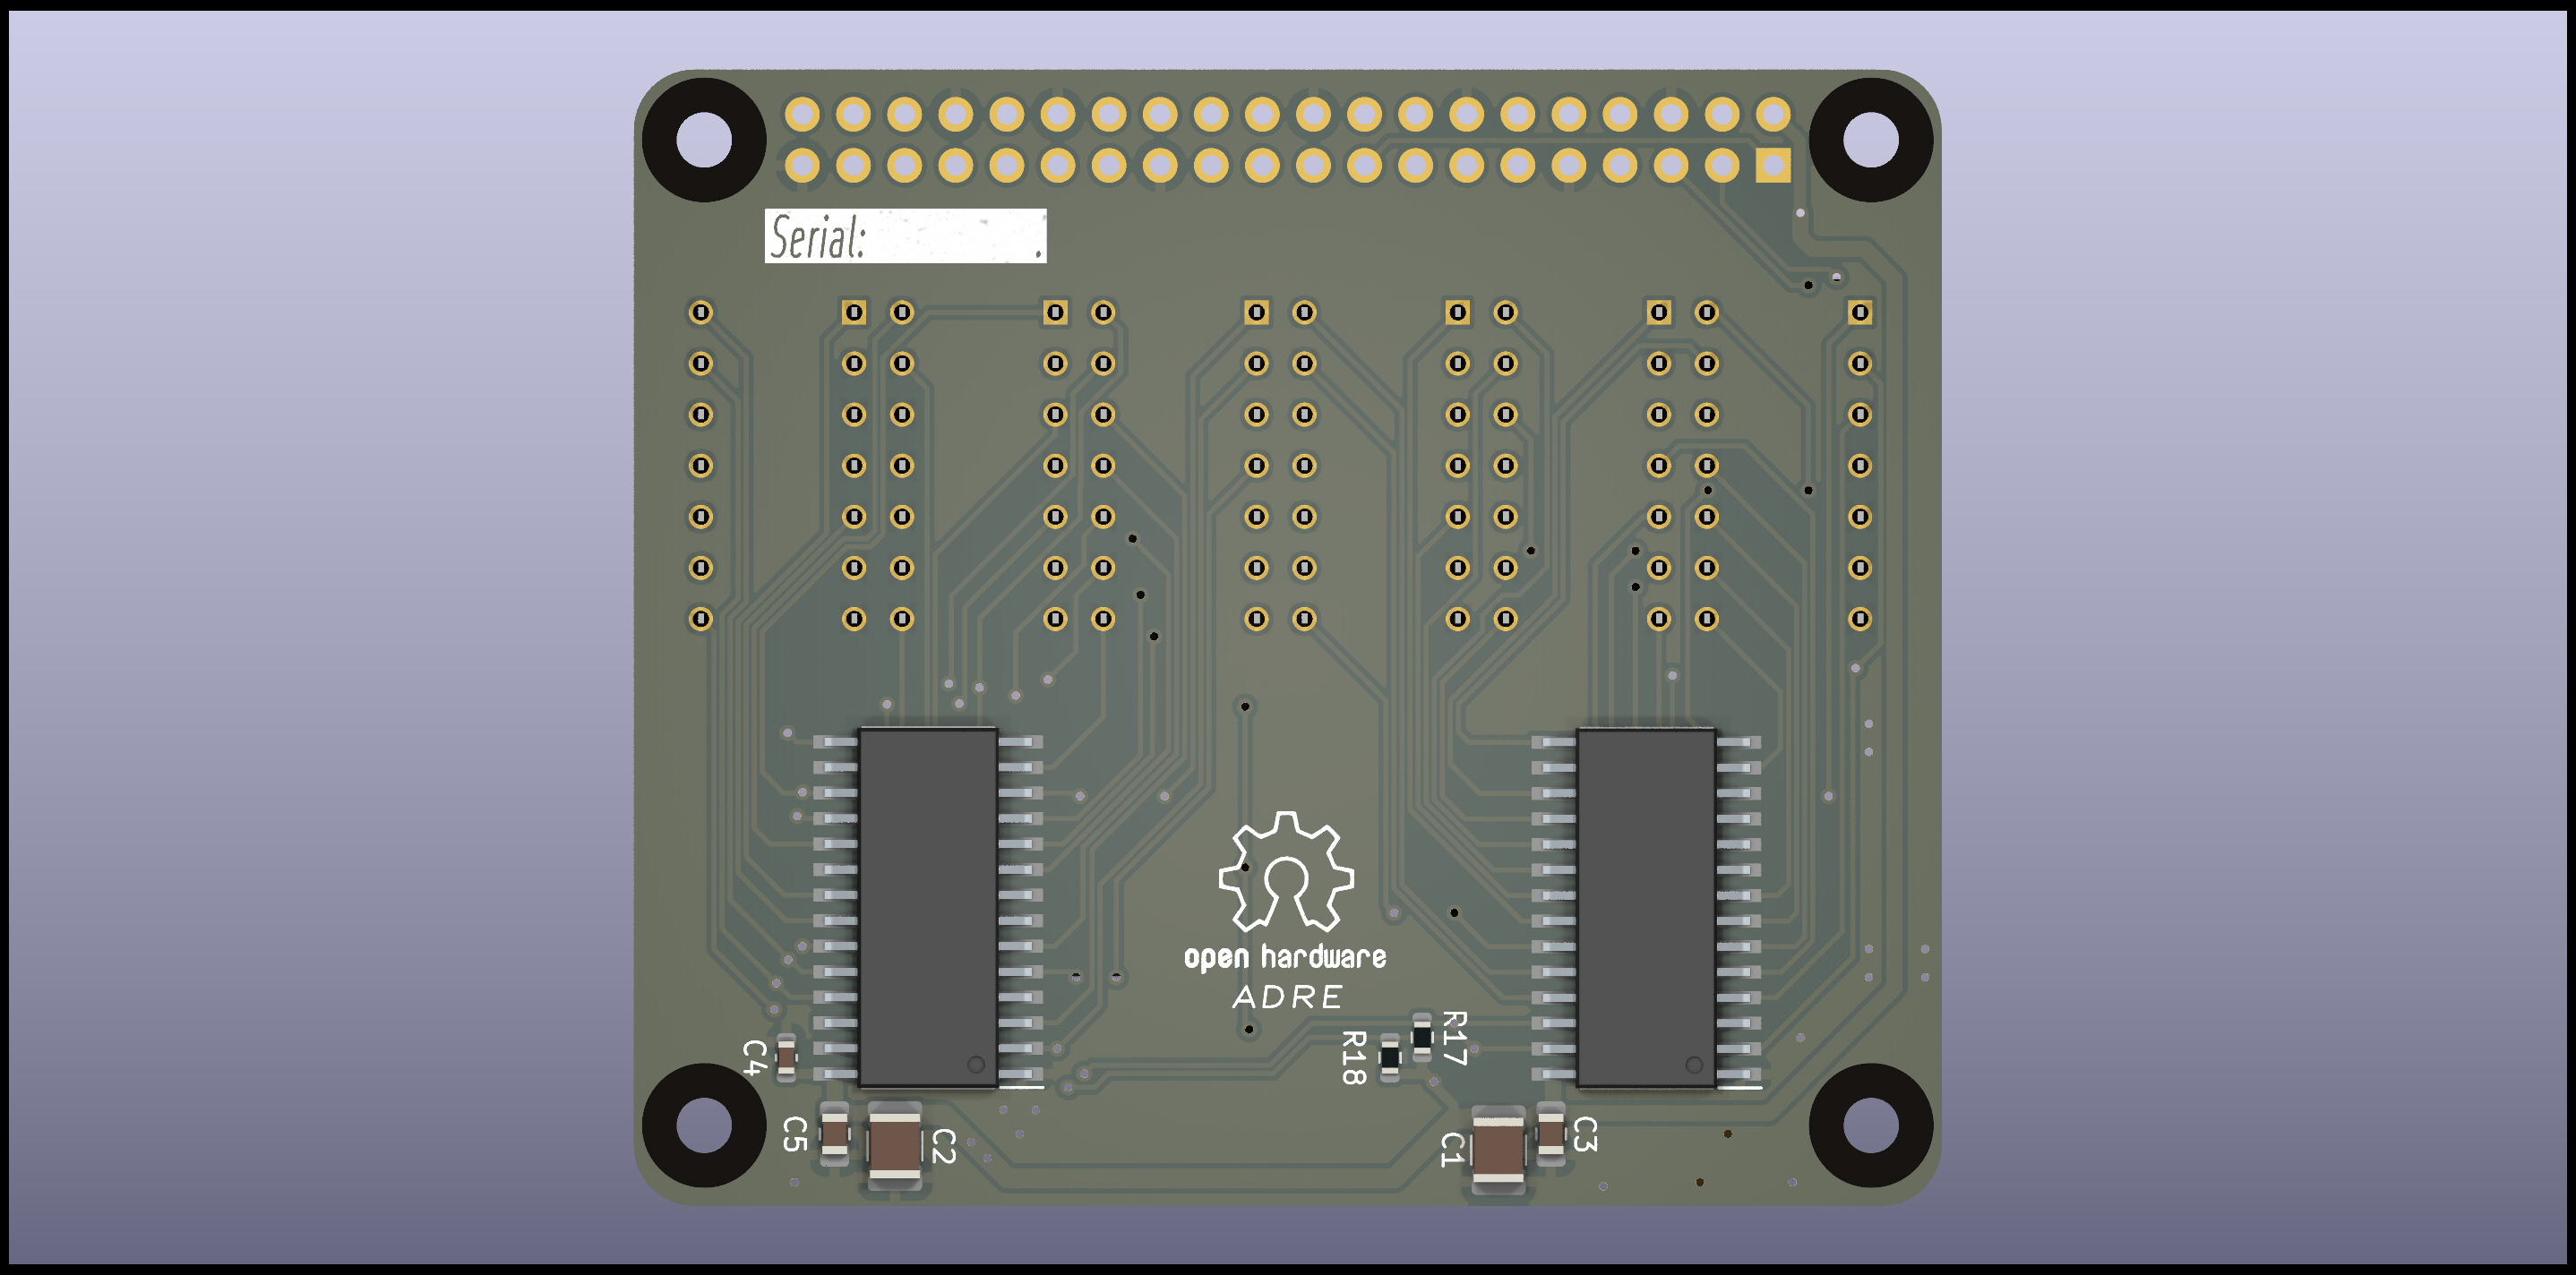 Serial: .
open hardware
ADRE
R17
R18
C4
C5
C2
C1
C3